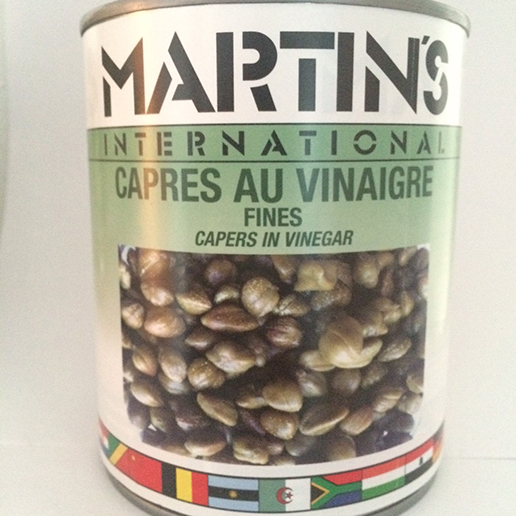 MARTIN'S
INTERNATIONAL
CAPRES AU VINAIGRE
FINES
CAPERS IN VINEGAR